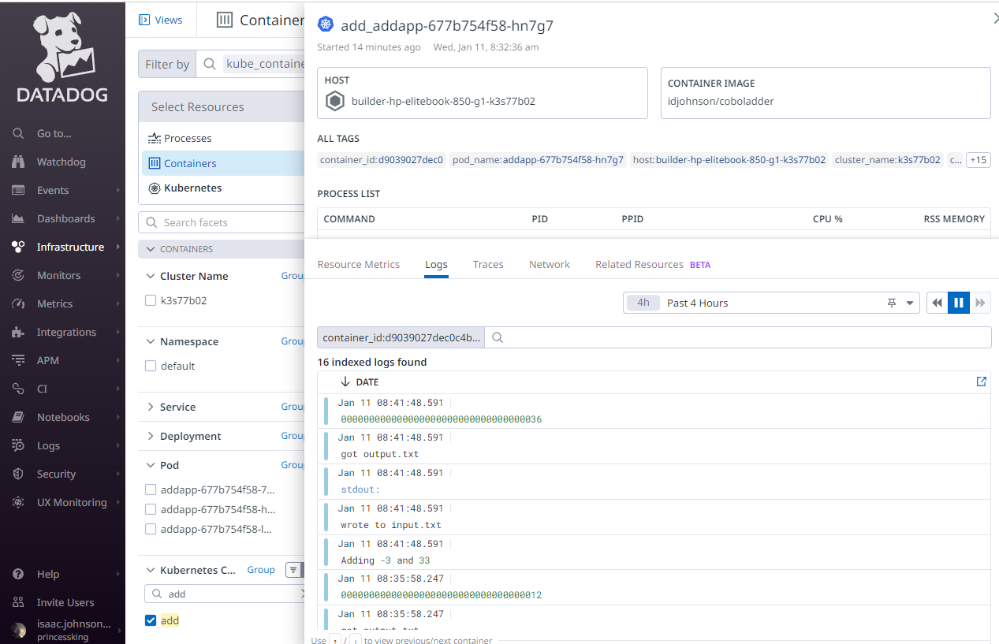 DATADOG
Go to...
Watchdog
Events
Dashboards
Infrastructure
Monitors
Metrics
Integrations
APM
CI
Notebooks
Logs
Security
UX Monitoring
Help
Invite Users
isaac.johnson...
princessking
Views
Container
Filter by
kube_containe
Select Resources
Processes
Containers
Kubernetes
Search facets
CONTAINERS
Cluster Name Grou
k3s77b02
Namespace Grou
default
Service Grou
Deployment Grou
Pod Grou
addapp-677b754f58-7...
addapp-677b754f58-h...
addapp-677b754f58-l...
Kubernetes C... Group
add
add
add_addapp-677b754f58-hn7g7
Started 14 minutes ago Wed, Jan 11, 8:32:36 am
HOST
builder-hp-elitebook-850-g1-k3s77b02
CONTAINER IMAGE
idjohnson/coboladder
ALL TAGS
container_id:d9039027dec0 pod_name:addapp-677b754f58-hn7g7 host:builder-hp-elitebook-850-g1-k3s77b02 cluster_name:k3s77b02 c... +15
PROCESS LIST
COMMAND PID PPID CPU % RSS MEMORY
Resource Metrics Logs Traces Network Related Resources BETA
4h Past 4 Hours
container_id:d9039027dec0c4b...
16 indexed logs found
DATE
Jan 11 08:41:48.591
000000000000000000000000000000000036
Jan 11 08:41:48.591
got output.txt
Jan 11 08:41:48.591
stdout:
Jan 11 08:41:48.591
wrote to input.txt
Jan 11 08:41:48.591
Adding -3 and 33
Jan 11 08:35:58.247
000000000000000000000000000000000012
Jan 11 08:35:58.247
got output.txt
Use ↑ / ↓ to view previous/next container